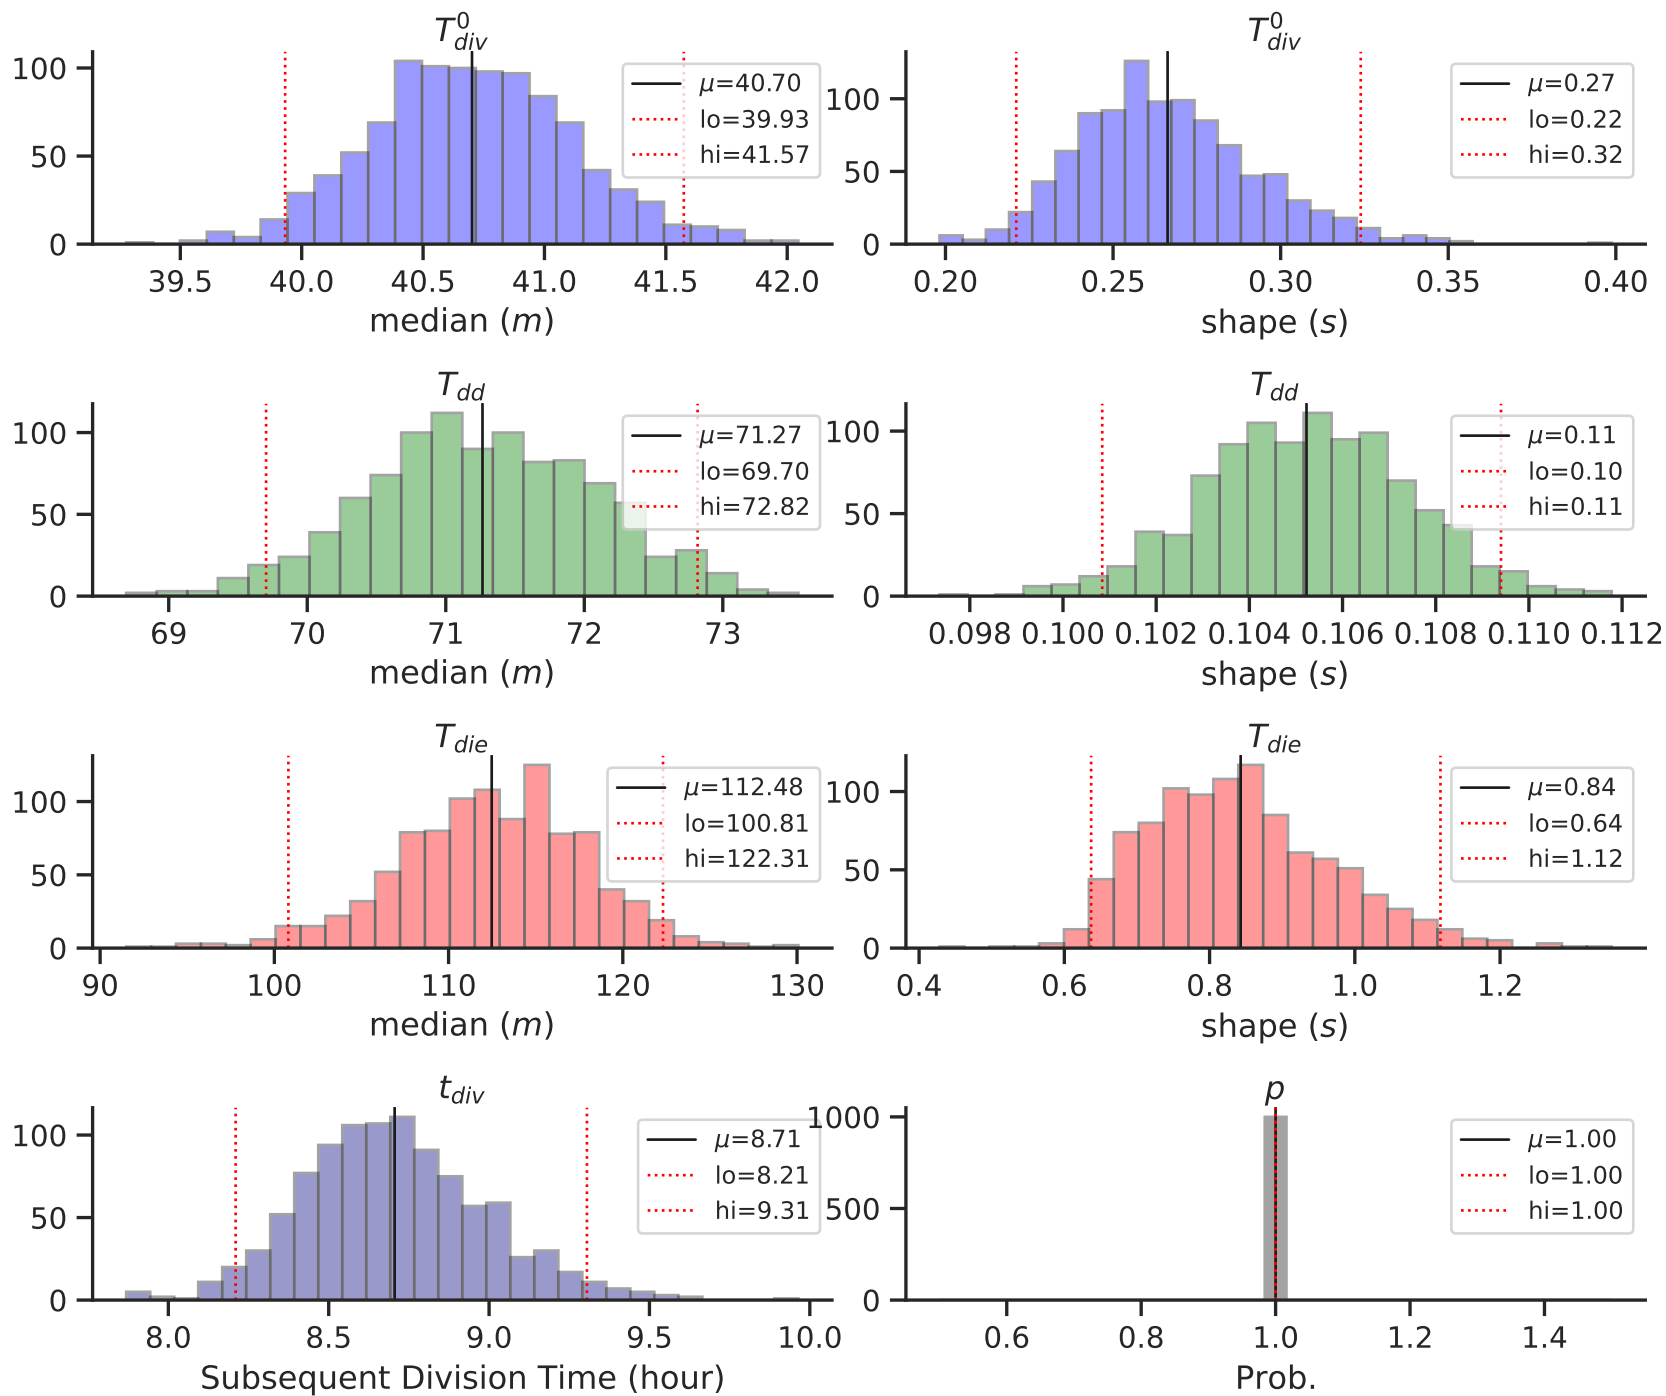 T⁰div
100
50
0
μ=40.70
lo=39.93
hi=41.57
39.5 40.0 40.5 41.0 41.5 42.0
median (m)
T⁰div
100
50
0
μ=0.27
lo=0.22
hi=0.32
0.20 0.25 0.30 0.35 0.40
shape (s)
Tdd
100
50
0
μ=71.27
lo=69.70
hi=72.82
69 70 71 72 73
median (m)
Tdd
100
50
0
μ=0.11
lo=0.10
hi=0.11
0.098 0.100 0.102 0.104 0.106 0.108 0.110 0.112
shape (s)
Tdie
100
50
0
μ=112.48
lo=100.81
hi=122.31
90 100 110 120 130
median (m)
Tdie
100
50
0
μ=0.84
lo=0.64
hi=1.12
0.4 0.6 0.8 1.0 1.2
shape (s)
tdiv
100
50
0
μ=8.71
lo=8.21
hi=9.31
8.0 8.5 9.0 9.5 10.0
Subsequent Division Time (hour)
p
1000
500
0
μ=1.00
lo=1.00
hi=1.00
0.6 0.8 1.0 1.2 1.4
Prob.